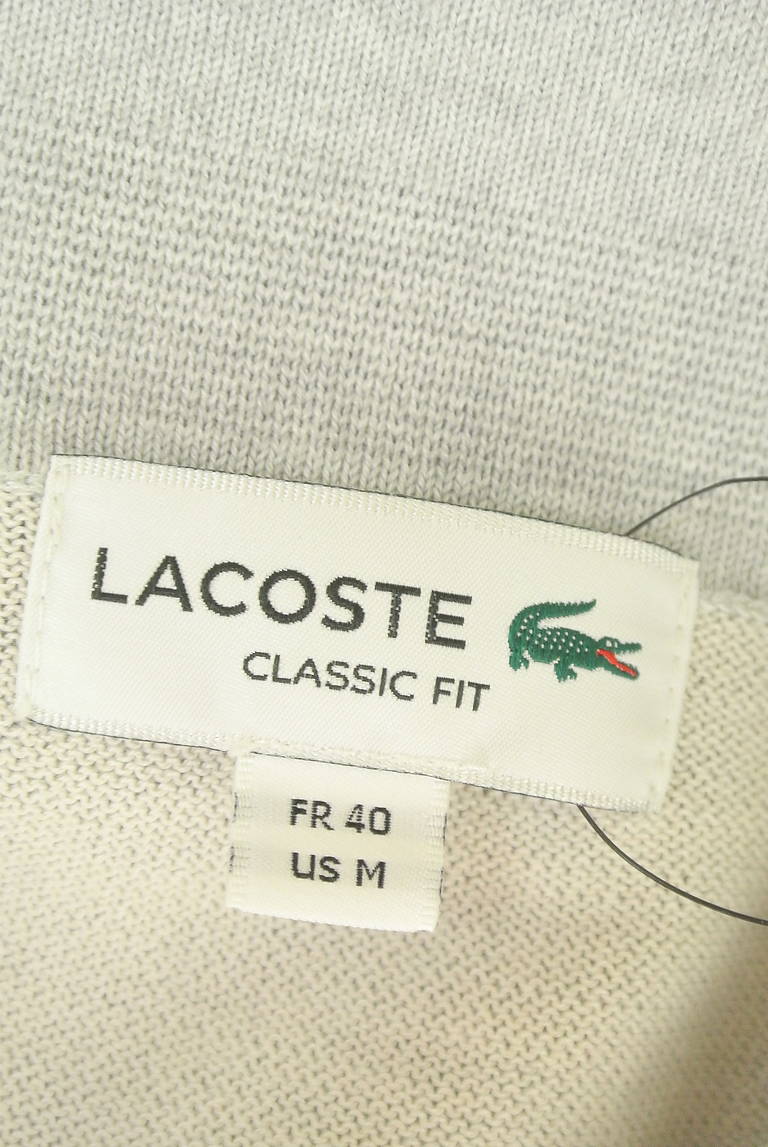 LACOSTE
CLASSIC FIT
FR 40
US M